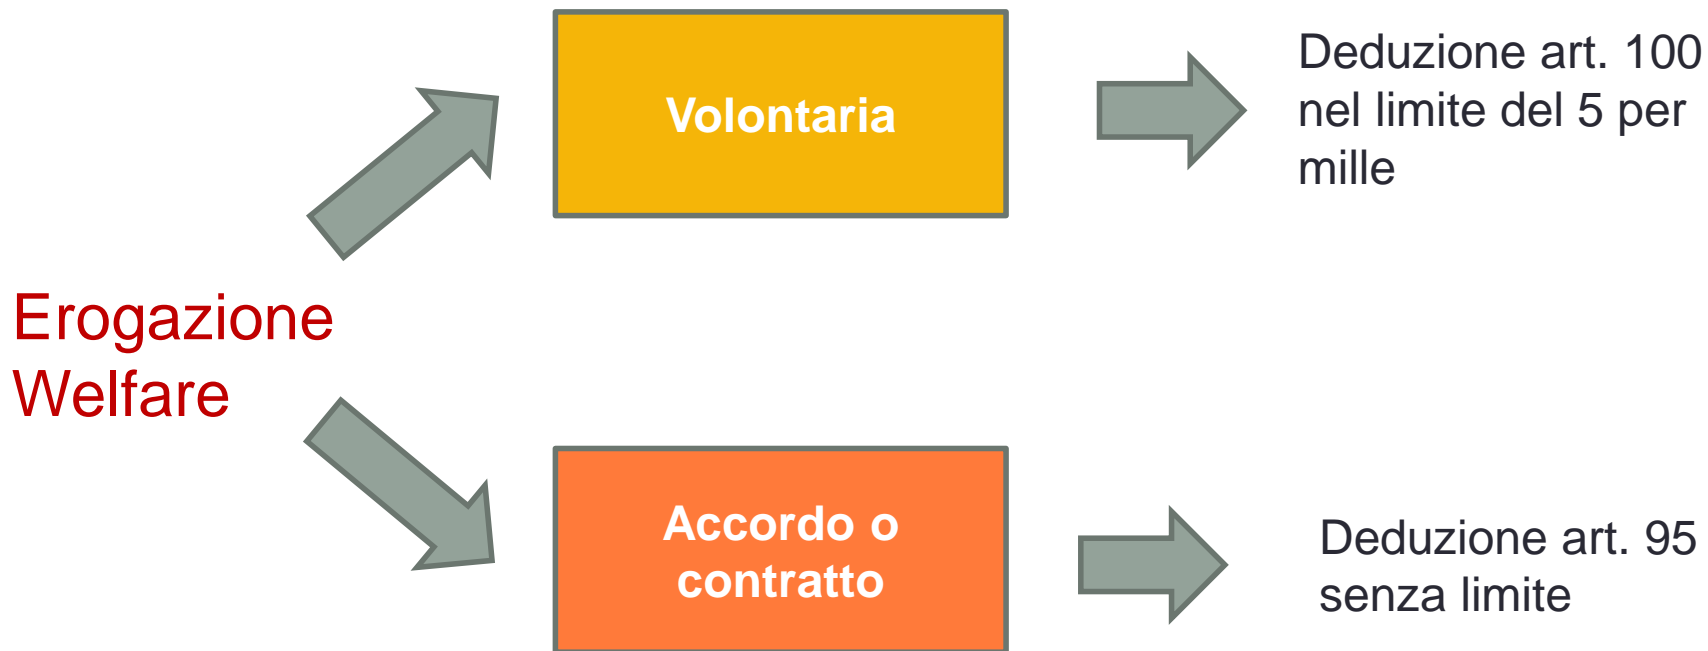 Erogazione
Welfare
Volontaria
Deduzione art. 100
nel limite del 5 per
mille
Accordo o
contratto
Deduzione art. 95
senza limite